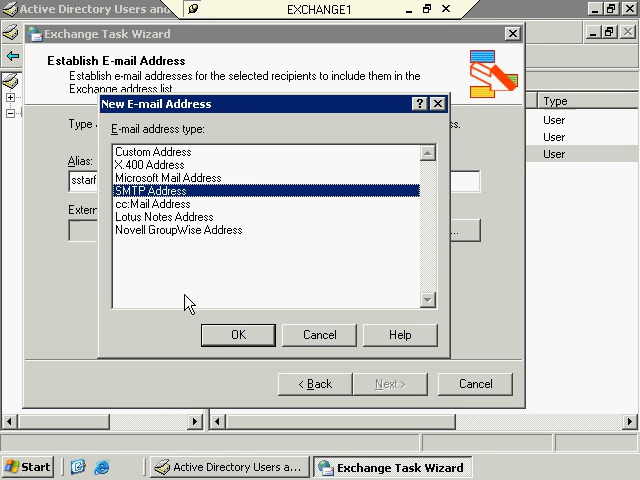 Active Directory Users and
EXCHANGE1
Exchange Task Wizard
Establish E-mail Address
Establish e-mail addresses for the selected recipients to include them in the
Exchange address list.
New E-mail Address
Type
E-mail address type:
Type
User
User
User
Custom Address
X.400 Address
Microsoft Mail Address
SMTP Address
cc:Mail Address
Lotus Notes Address
Novell GroupWise Address
Alias:
sstarf
Extern
...
OK
Cancel
Help
< Back
Next >
Cancel
Start
Active Directory Users a...
Exchange Task Wizard